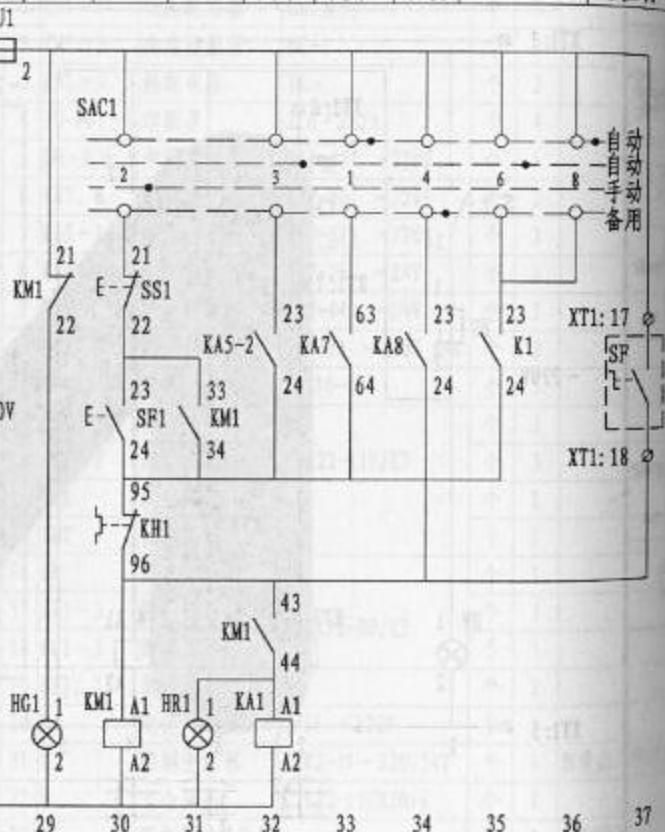 U1
2
SAC1
自动
2 3 1 4 6 8 自动
手动
备用
21 21
KM1 E SS1
22 22
23 63 23 23 XT1:17
KA5-2 KA7 KA8 K1 SF
24 64 24 24
23 33
0V E SF1 KM1
24 34
XT1:18
95
KH1
96
43
KM1
44
HG1 1 KM1 A1 HR1 1 KA1 A1
2 A2 2 A2
29 30 31 32 33 34 35 36 37